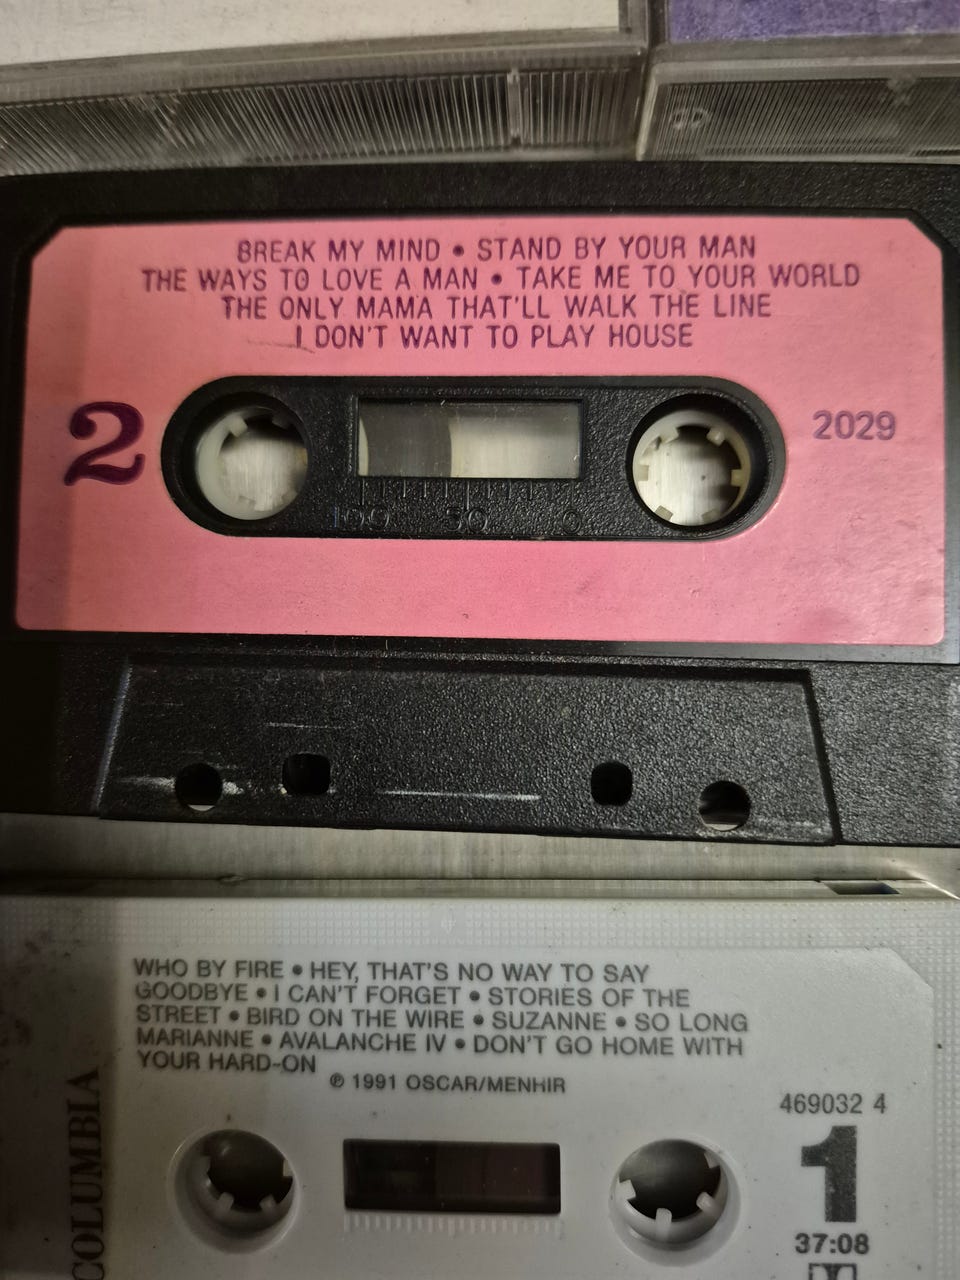 BREAK MY MIND • STAND BY YOUR MAN
THE WAYS TO LOVE A MAN • TAKE ME TO YOUR WORLD
THE ONLY MAMA THAT'LL WALK THE LINE
I DON'T WANT TO PLAY HOUSE
2
2029
100 50 0
WHO BY FIRE • HEY, THAT'S NO WAY TO SAY
GOODBYE • I CAN'T FORGET • STORIES OF THE
STREET • BIRD ON THE WIRE • SUZANNE • SO LONG
MARIANNE • AVALANCHE IV • DON'T GO HOME WITH
YOUR HARD-ON
℗ 1991 OSCAR/MENHIR
469032 4
COLUMBIA
1
37:08